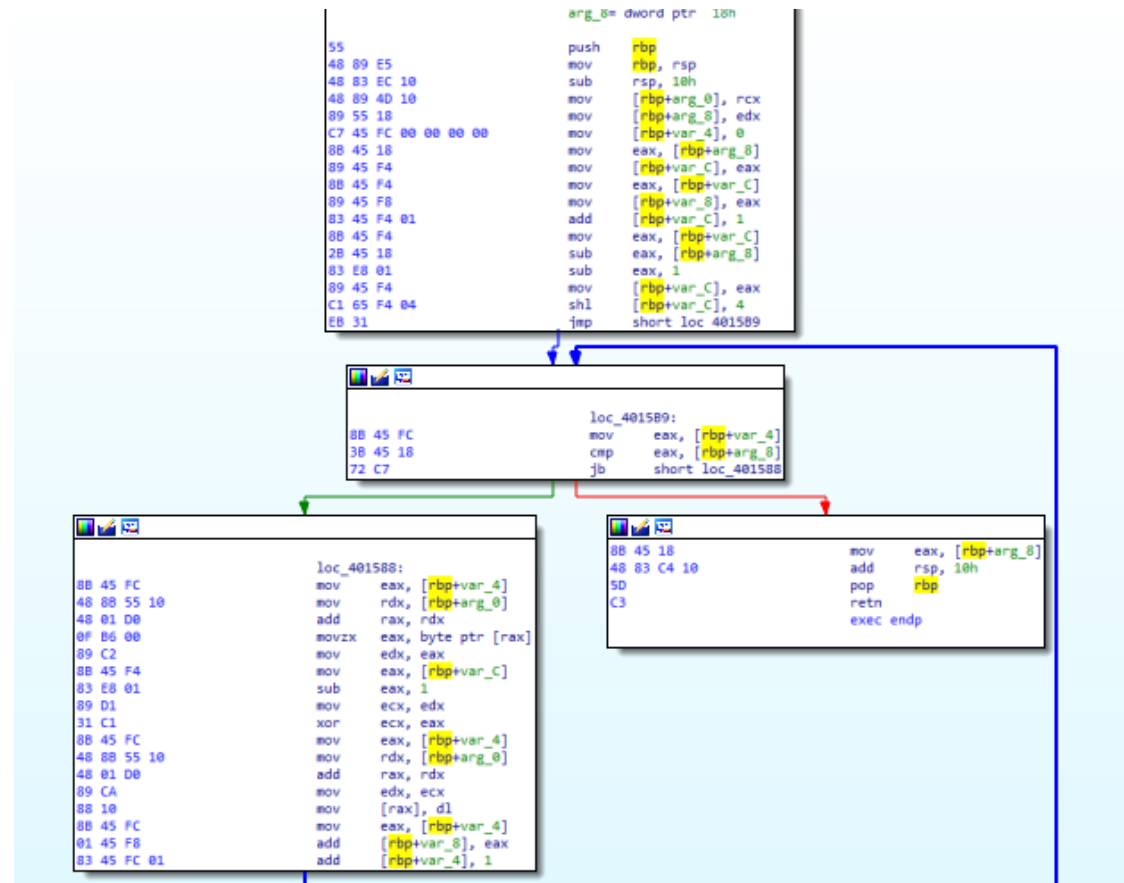 arg_8= dword ptr 18h
55 push rbp
48 89 E5 mov rbp, rsp
48 83 EC 10 sub rsp, 10h
48 89 4D 10 mov [rbp+arg_0], rcx
89 55 18 mov [rbp+arg_8], edx
C7 45 FC 00 00 00 00 mov [rbp+var_4], 0
8B 45 18 mov eax, [rbp+arg_8]
89 45 F4 mov [rbp+var_C], eax
8B 45 F4 mov eax, [rbp+var_C]
89 45 F8 mov [rbp+var_8], eax
83 45 F4 01 add [rbp+var_C], 1
8B 45 F4 mov eax, [rbp+var_C]
2B 45 18 sub eax, [rbp+arg_8]
83 E8 01 sub eax, 1
89 45 F4 mov [rbp+var_C], eax
C1 65 F4 04 shl [rbp+var_C], 4
EB 31 jmp short loc_4015B9
loc_4015B9:
8B 45 FC mov eax, [rbp+var_4]
3B 45 18 cmp eax, [rbp+arg_8]
72 C7 jb short loc_401588
loc_401588:
8B 45 FC mov eax, [rbp+var_4]
48 8B 55 10 mov rdx, [rbp+arg_0]
48 01 D0 add rax, rdx
0F B6 00 movzx eax, byte ptr [rax]
89 C2 mov edx, eax
8B 45 F4 mov eax, [rbp+var_C]
83 E8 01 sub eax, 1
89 D1 mov ecx, edx
31 C1 xor ecx, eax
8B 45 FC mov eax, [rbp+var_4]
48 8B 55 10 mov rdx, [rbp+arg_0]
48 01 D0 add rax, rdx
89 CA mov edx, ecx
88 10 mov [rax], dl
8B 45 FC mov eax, [rbp+var_4]
01 45 F8 add [rbp+var_8], eax
83 45 FC 01 add [rbp+var_4], 1
8B 45 18 mov eax, [rbp+arg_8]
48 83 C4 10 add rsp, 10h
5D pop rbp
C3 retn
exec endp